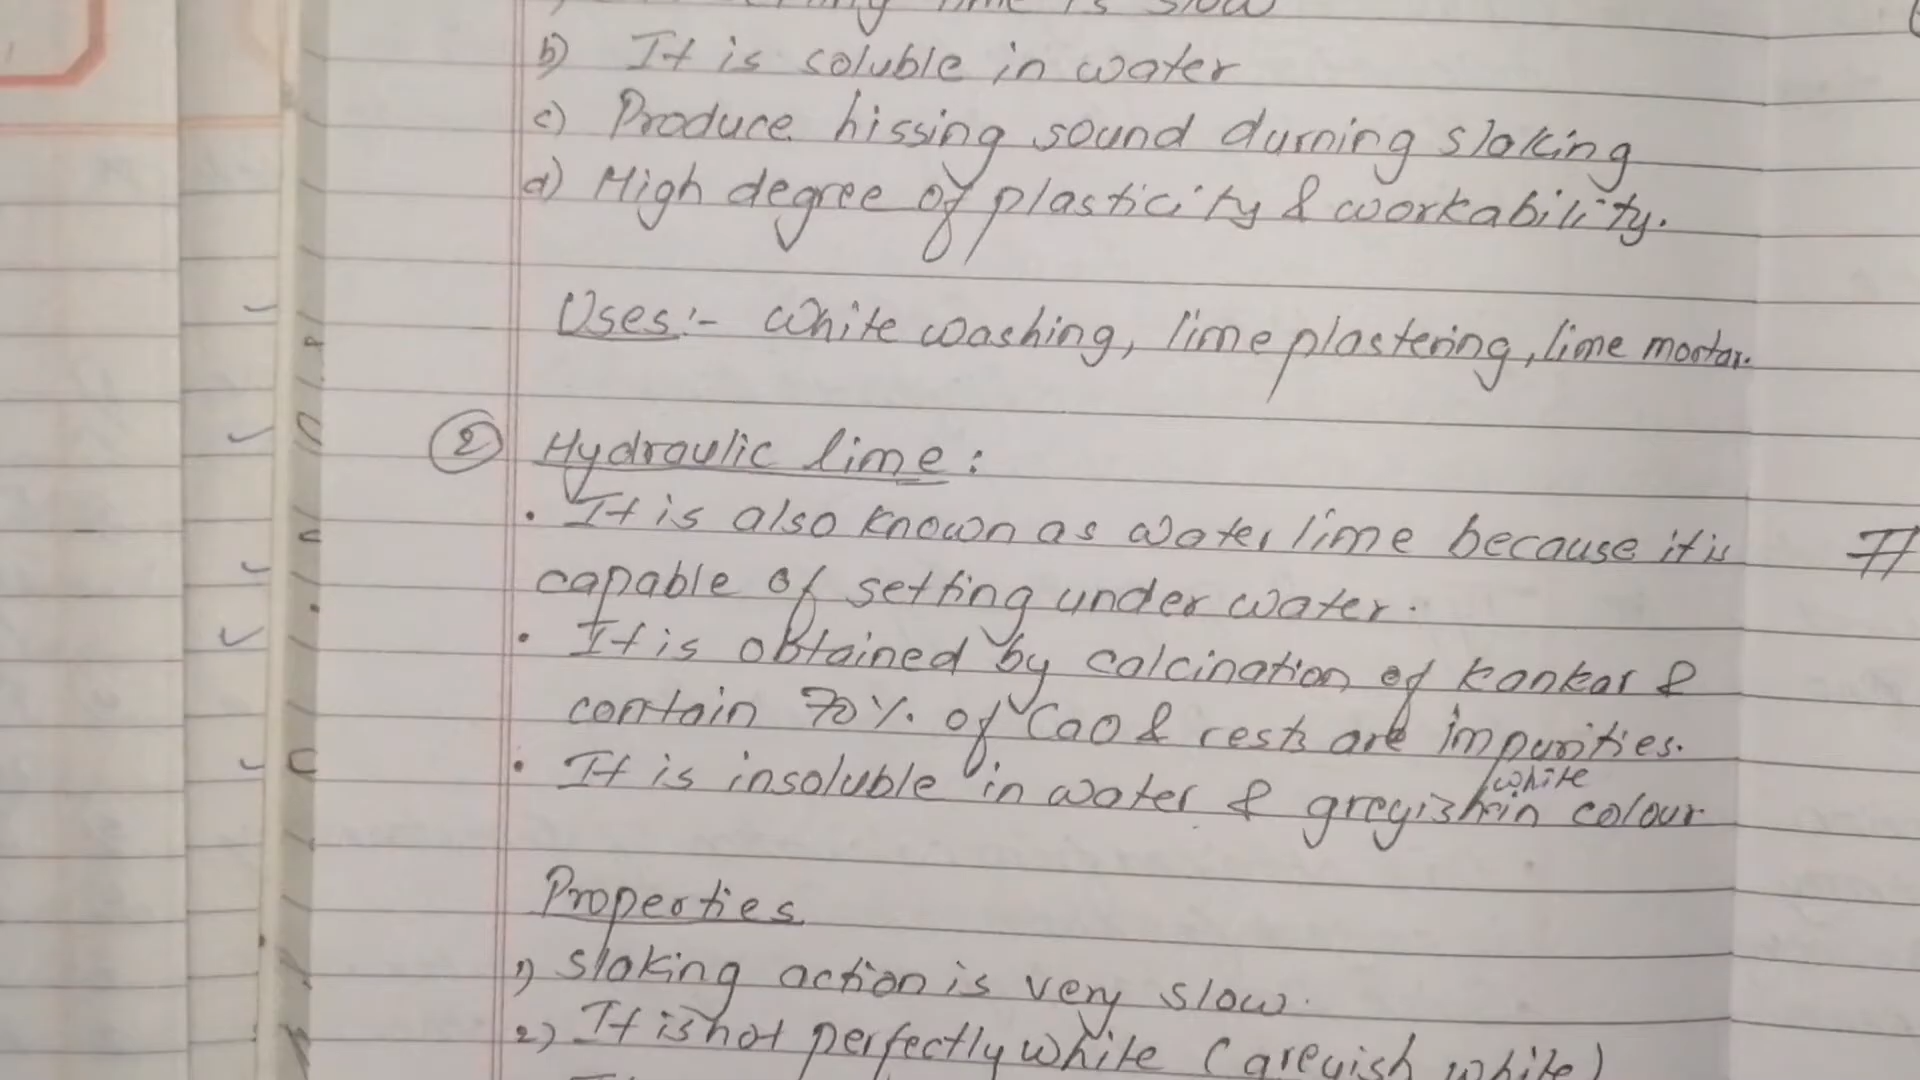 time is slow
b) It is soluble in water
c) Produce hissing sound durning slaking
d) High degree of plasticity & workability.
Uses:- White washing, lime plastering, lime mortar.
② Hydraulic lime :
• It is also known as water lime because it is
capable of setting under water.
• It is obtained by calcination of kankar &
contain 70% of CaO & rests are impurities.
white
• It is insoluble in water & greyish in colour
Properties
1) slaking action is very slow.
2) It is not perfectly white (greyish white)